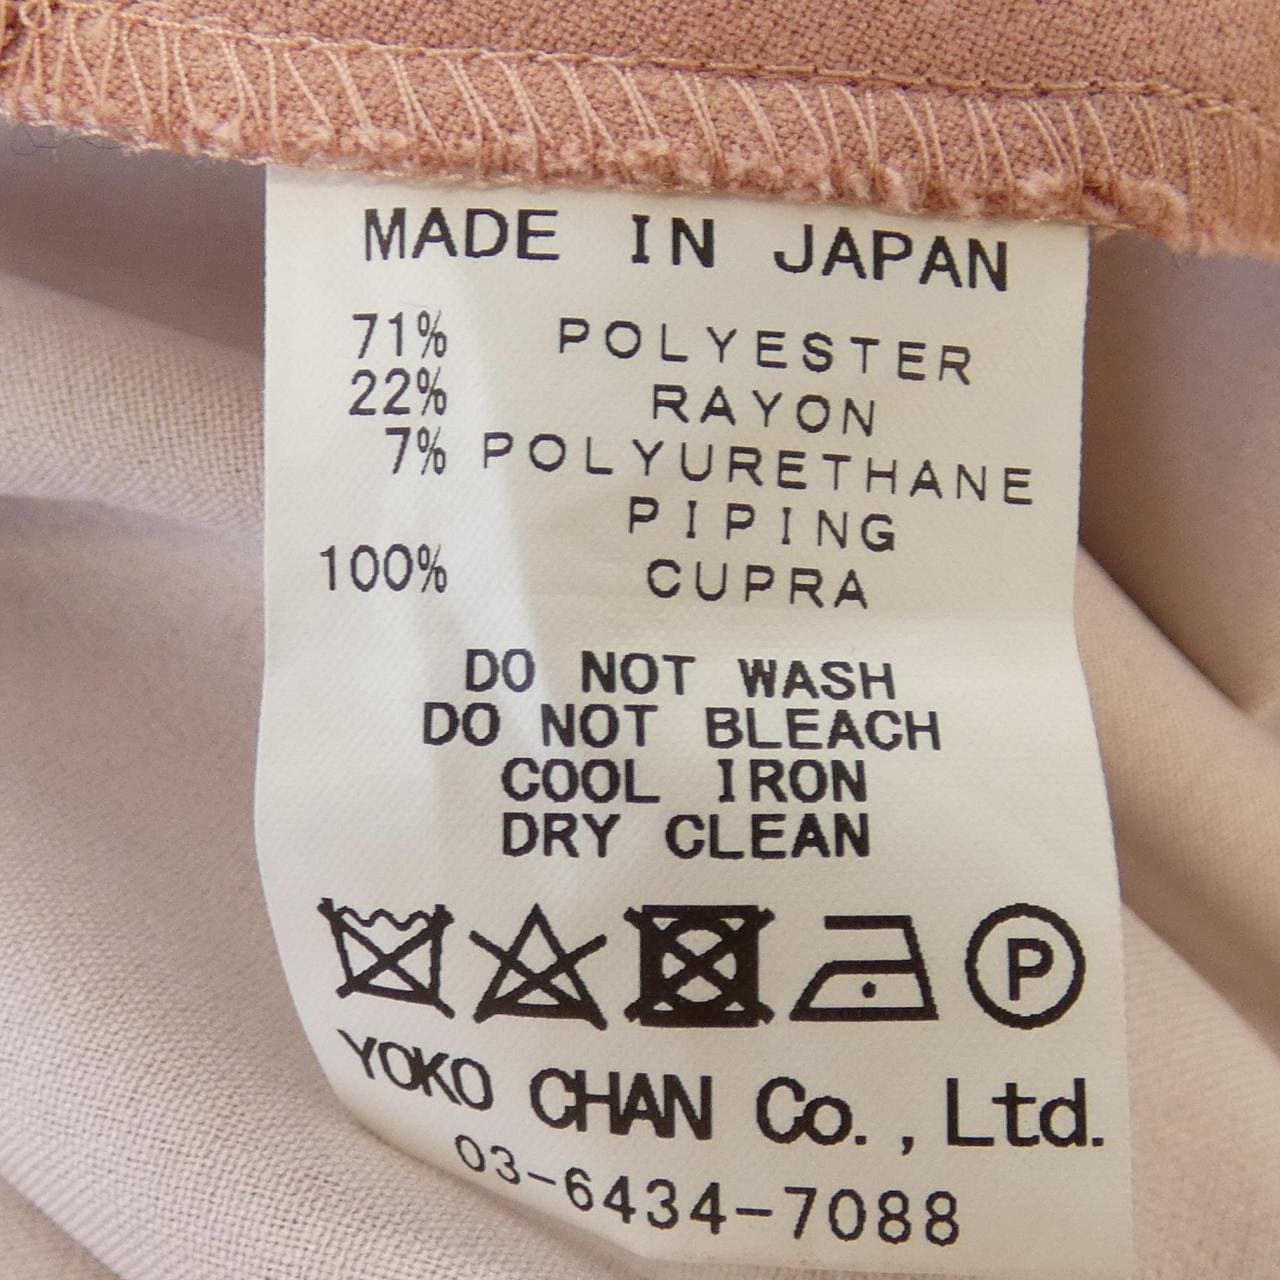 MADE IN JAPAN
71% POLYESTER
22% RAYON
7% POLYURETHANE
PIPING
100% CUPRA
DO NOT WASH
DO NOT BLEACH
COOL IRON
DRY CLEAN
P
YOKO CHAN Co., Ltd.
03-6434-7088